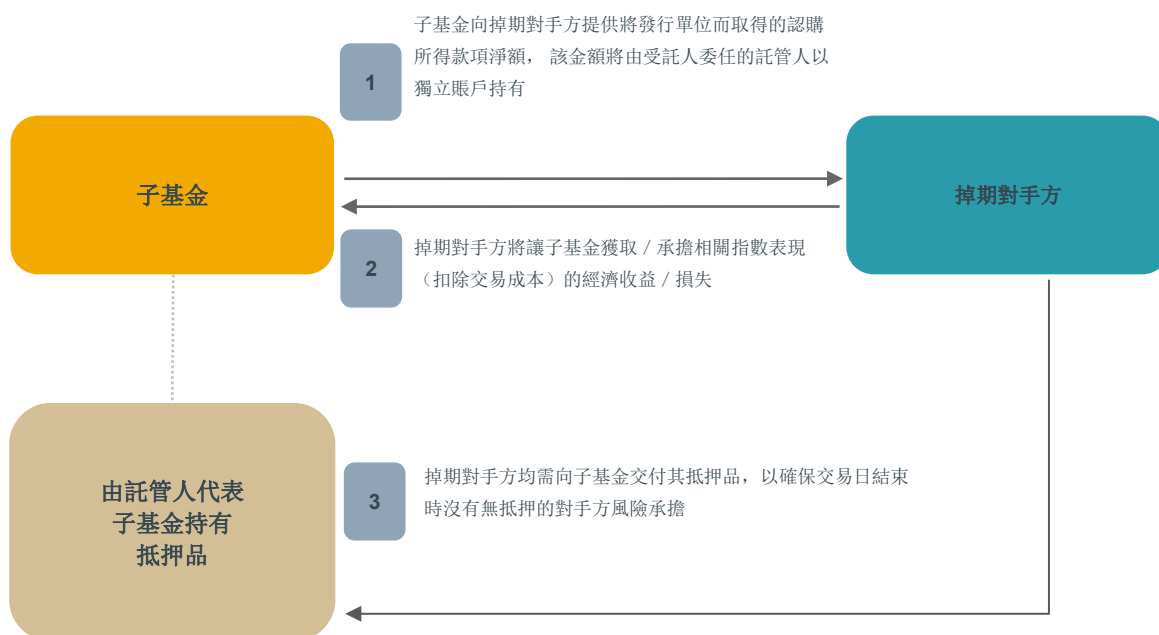 子基金向掉期對手方提供將發行單位而取得的認購
所得款項淨額， 該金額將由受託人委任的託管人以
獨立賬戶持有
1
子基金
掉期對手方
2
掉期對手方將讓子基金獲取 / 承擔相關指數表現
（扣除交易成本）的經濟收益 / 損失
由託管人代表
子基金持有
抵押品
3
掉期對手方均需向子基金交付其抵押品，以確保交易日結束
時沒有無抵押的對手方風險承擔